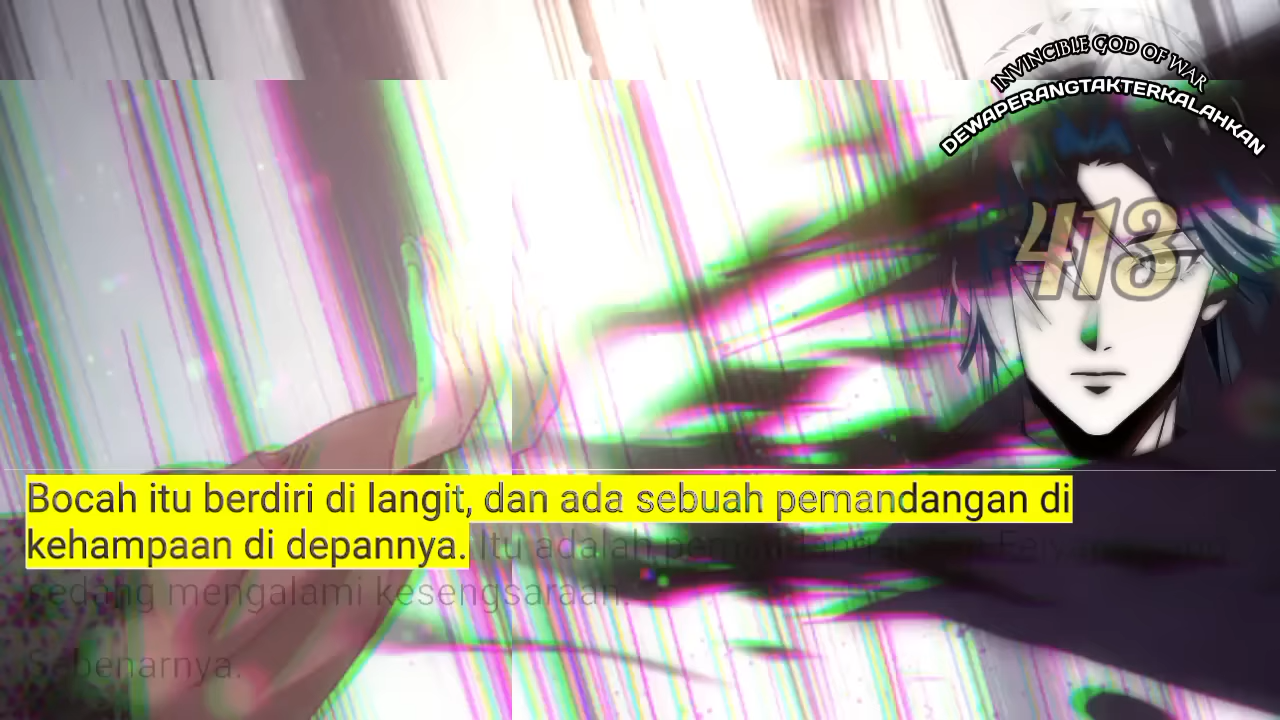 INVINCIBLE GOD OF WAR
DEWAPERANGTAKTERKALAHKAN
413
Bocah itu berdiri di langit, dan ada sebuah pemandangan di
kehampaan di depannya. Itu adalah
sedang mengalami kesengsaraan.
Sebenarnya.